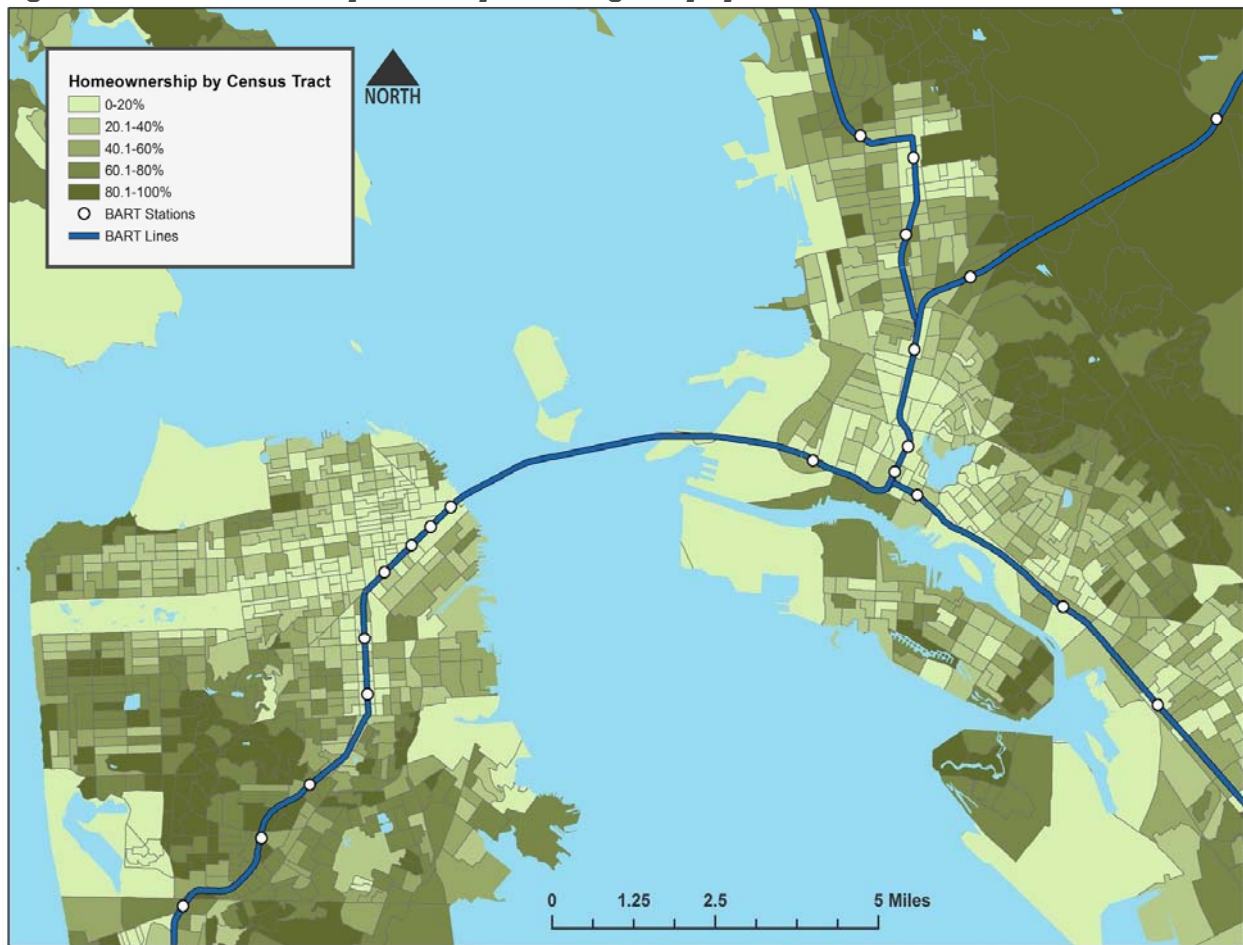 Homeownership by Census Tract
0-20%
20.1-40%
40.1-60%
60.1-80%
80.1-100%
BART Stations
BART Lines
NORTH
0 1.25 2.5 5 Miles